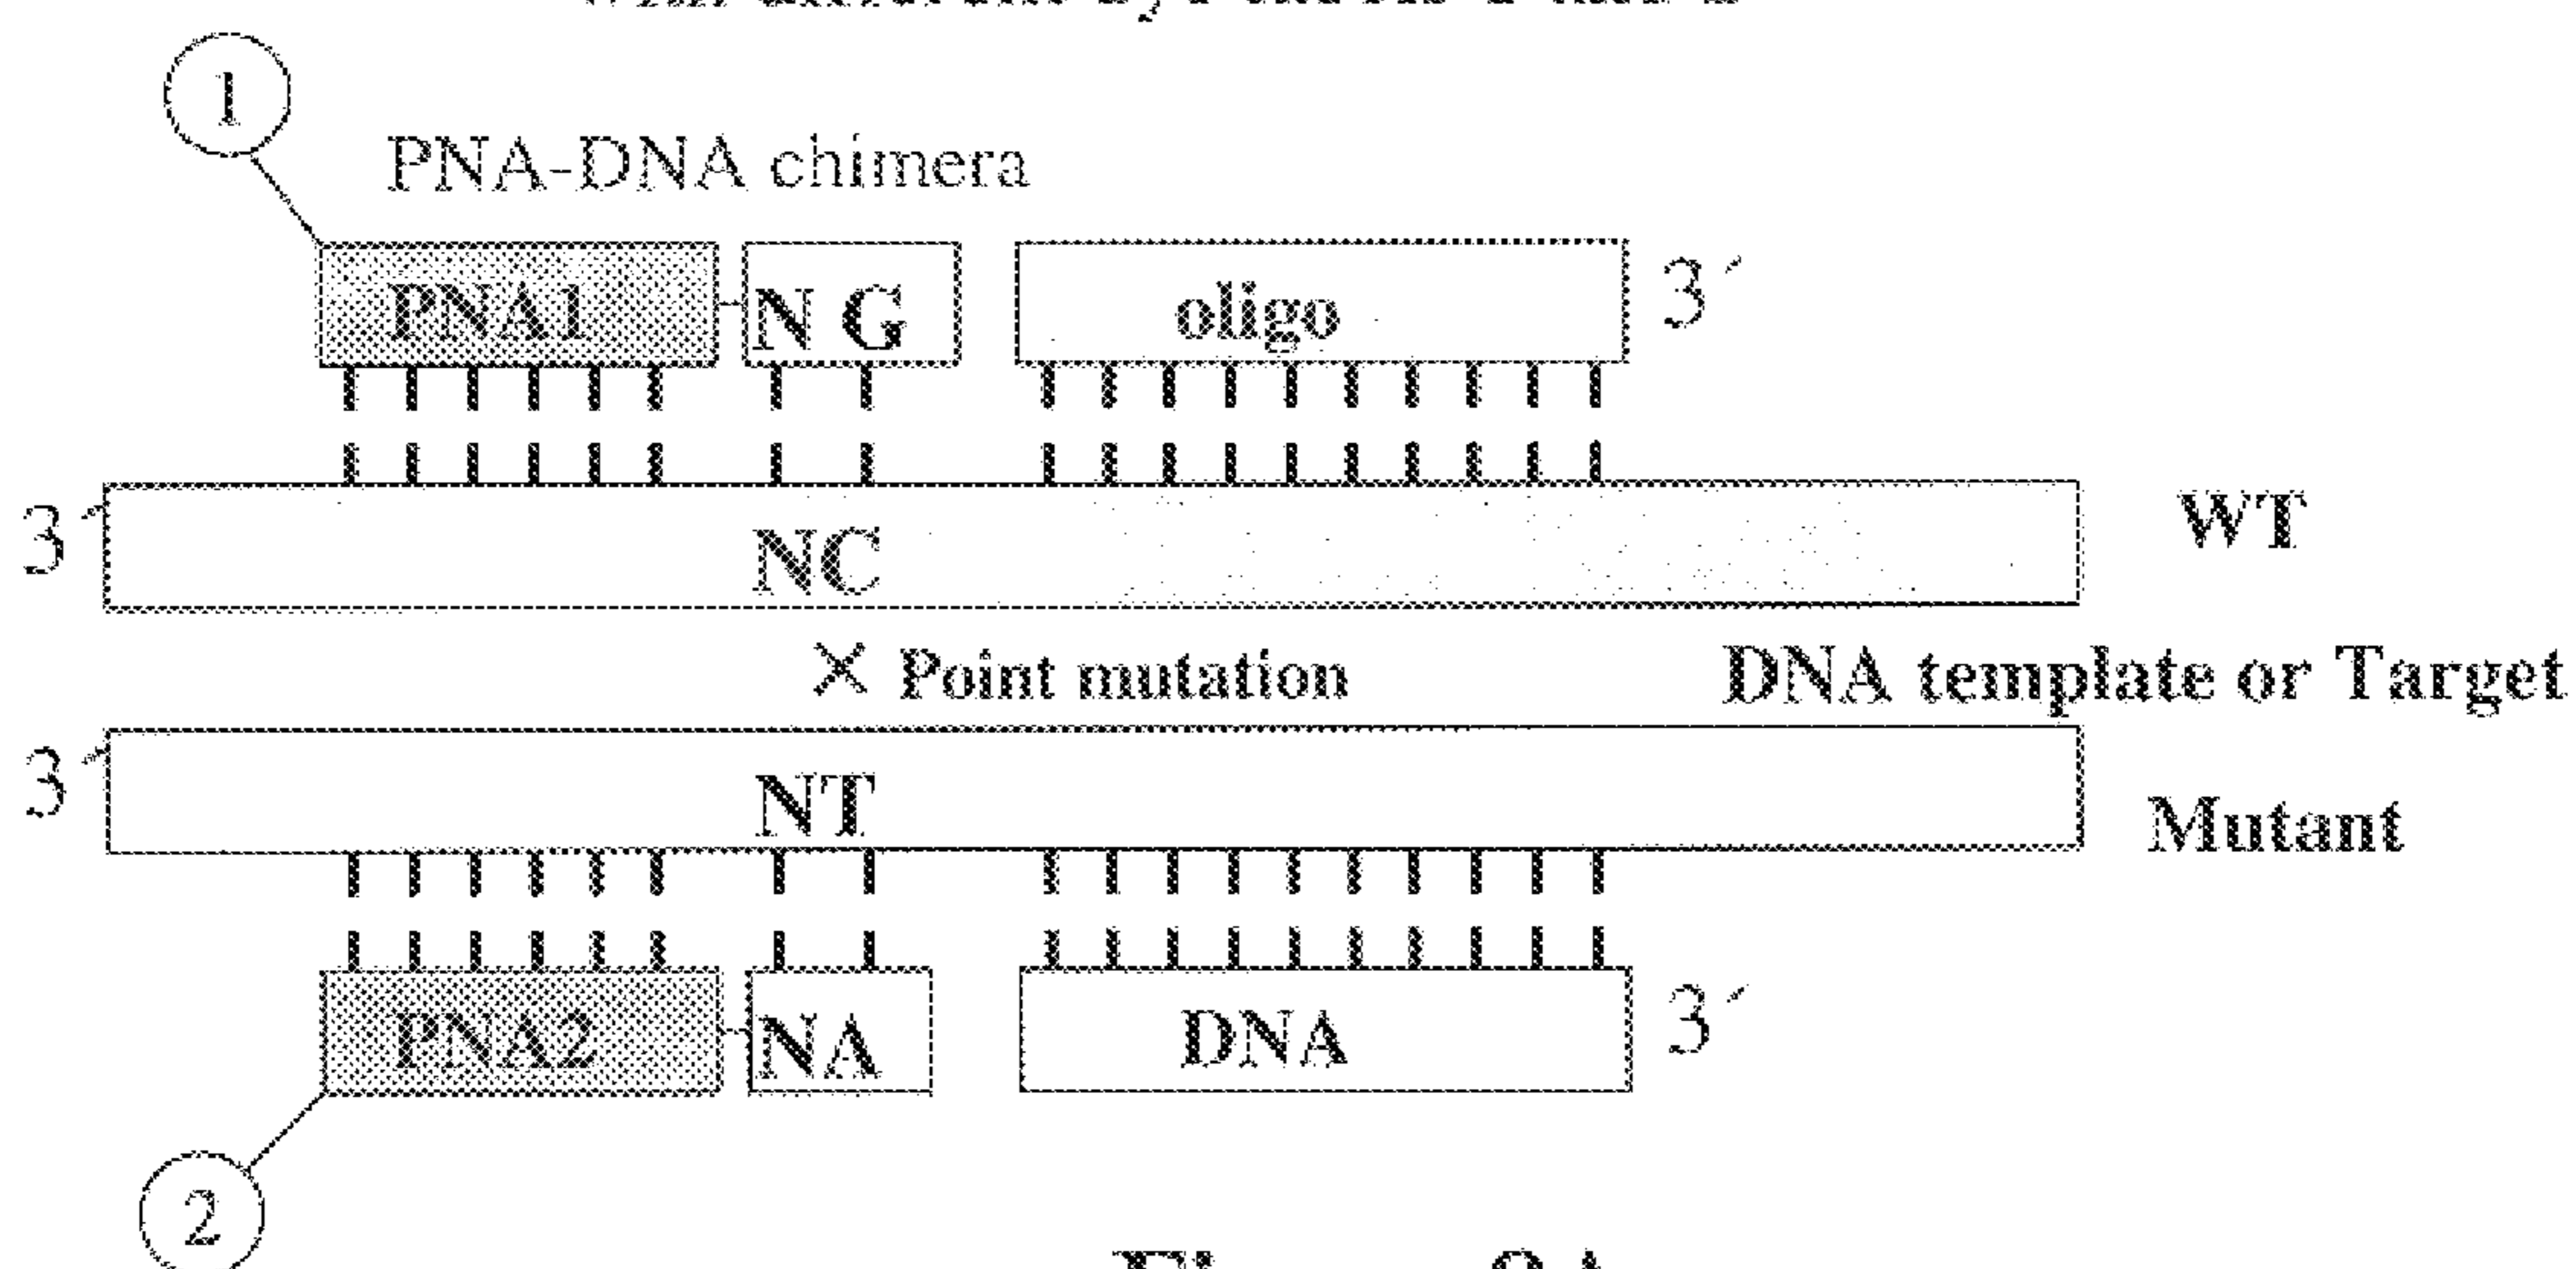 1
PNA-DNA chimera
PNA1 N G oligo 3´
3´ NC WT
X Point mutation DNA template or Target
3´ NT Mutant
PNA2 NA DNA 3´
2